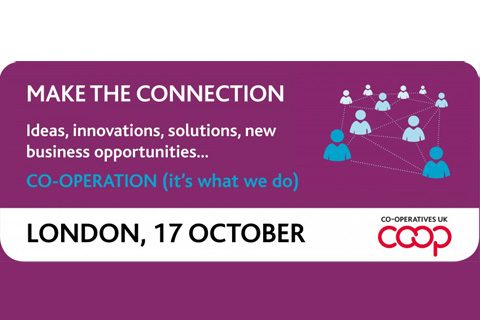 MAKE THE CONNECTION
Ideas, innovations, solutions, new
business opportunities...
CO-OPERATION (it's what we do)
LONDON, 17 OCTOBER
CO-OPERATIVES UK
coop